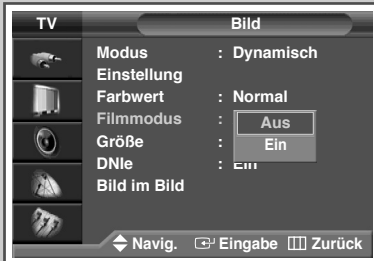 TV Bild
Modus : Dynamisch
Einstellung
Farbwert : Normal
Filmmodus : Aus
Größe : Ein
DNIe : Ein
Bild im Bild
Navig. Eingabe Zurück